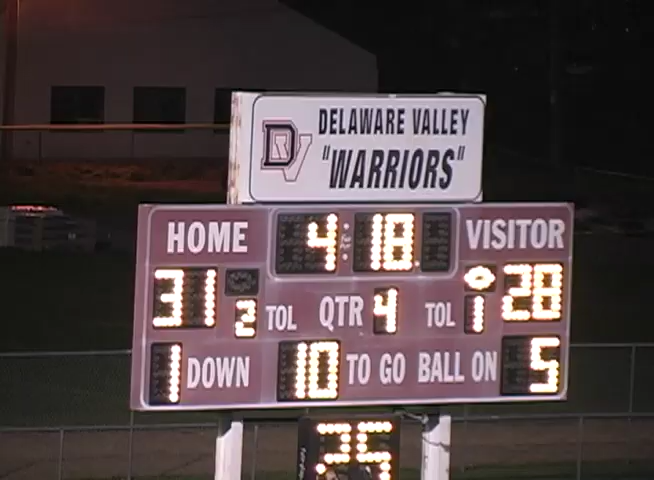 DV DELAWARE VALLEY
"WARRIORS"
HOME 4:18 VISITOR
31 2 TOL QTR 4 TOL 1 28
1 DOWN 10 TO GO BALL ON 5
25